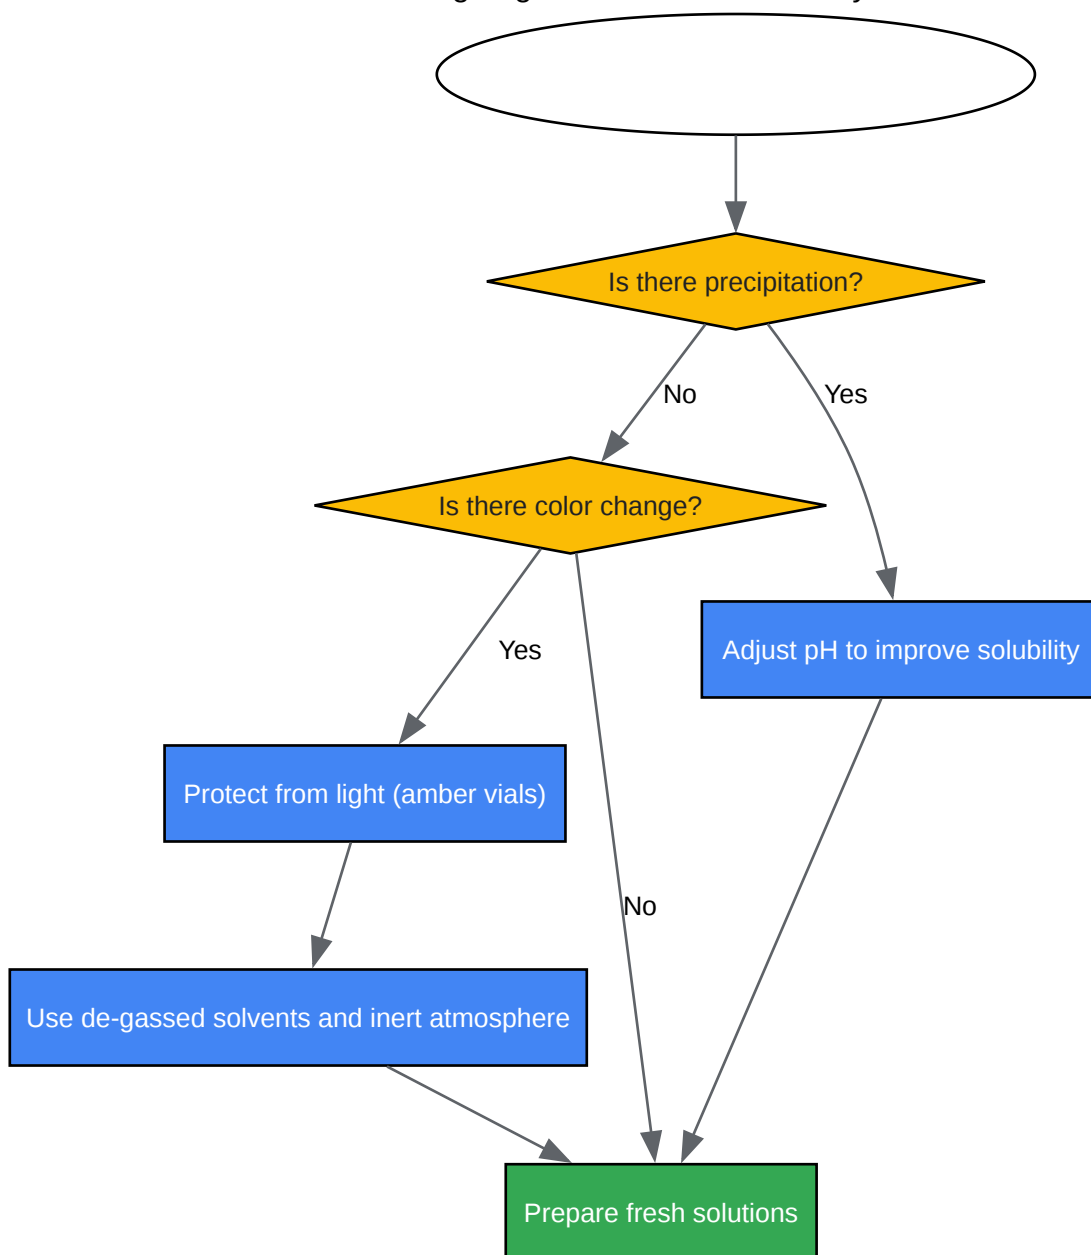 Is there precipitation?
No
Yes
Is there color change?
Yes
Adjust pH to improve solubility
Protect from light (amber vials)
No
Use de-gassed solvents and inert atmosphere
Prepare fresh solutions